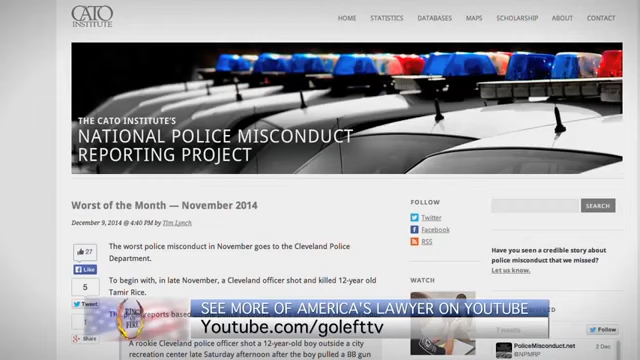 CATO
INSTITUTE
HOME STATISTICS DATABASES MAPS SCHOLARSHIP ABOUT CONTACT
THE CATO INSTITUTE'S
NATIONAL POLICE MISCONDUCT
REPORTING PROJECT
Worst of the Month — November 2014
December 9, 2014 @ 4:40 PM by Tim Lynch
27
Like
5
Tweet
Share
The worst police misconduct in November goes to the Cleveland Police
Department.
To begin with, in late November, a Cleveland officer shot and killed 12-year old
Tamir Rice.
reports based
A rookie Cleveland police officer shot a 12-year-old boy outside a city
recreation center late Saturday afternoon after the boy pulled a BB gun
FOLLOW
Twitter
Facebook
RSS
WATCH
SEARCH
Have you seen a credible story about
police misconduct that we missed?
Let us know.
Follow
PoliceMisconduct.net
@NPMRP
2 Dec
RING
OF
FIRE
SEE MORE OF AMERICA'S LAWYER ON YOUTUBE
Youtube.com/golefttv